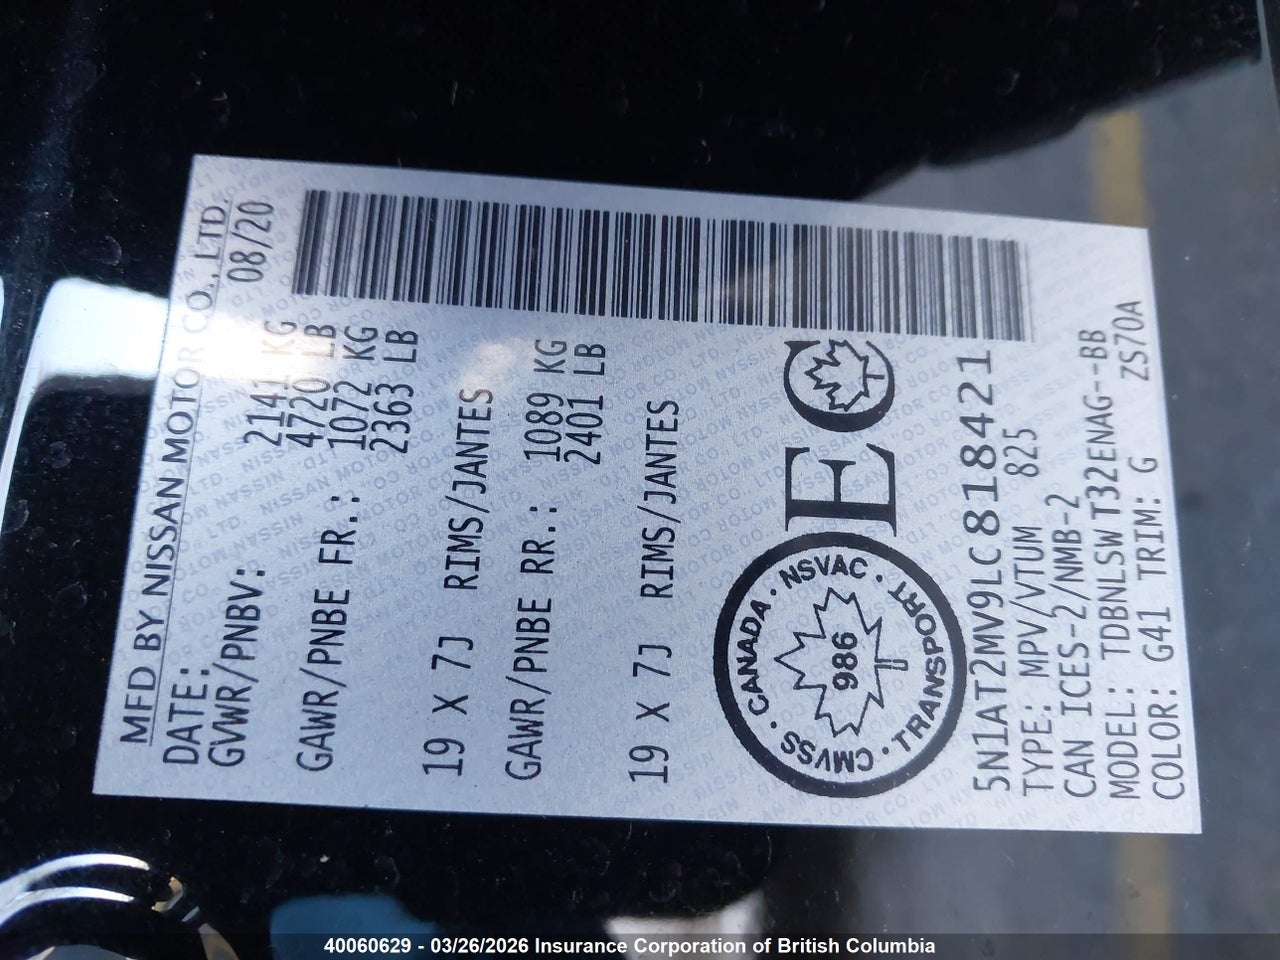 MFD BY NISSAN MOTOR CO., LTD.
DATE: 08/20
GVWR/PNBV: 2141 KG
4720 LB
GAWR/PNBE FR.: 1072 KG
2363 LB
19 X 7J RIMS/JANTES
GAWR/PNBE RR.: 1089 KG
2401 LB
19 X 7J RIMS/JANTES
CANADA · NSVAC · TRANSPORT · CMVSS ·
986
EC
5N1AT2MV9LC818421
TYPE: MPV/VTUM 825
CAN ICES-2/NMB-2
MODEL: TDBNLSW T32ENAG--BB
COLOR: G41 TRIM: G ZS70A
40060629 - 03/26/2026 Insurance Corporation of British Columbia